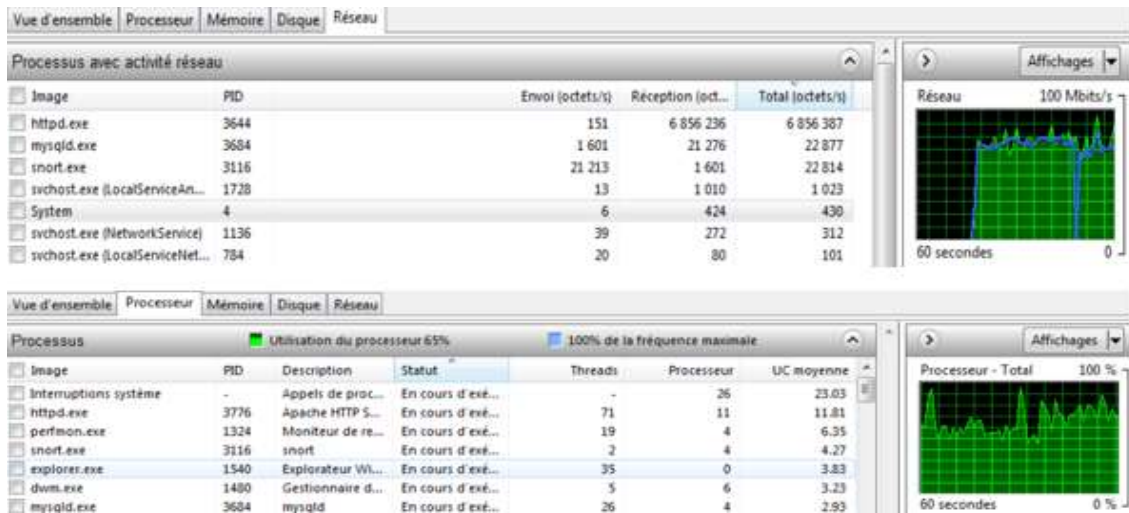 Vue d'ensemble Processeur Mémoire Disque Réseau
Processus avec activité réseau
Affichages
Image PID Envoi (octets/s) Réception (oct... Total (octets/s)
Réseau 100 Mbits/s
httpd.exe 3644 151 6 856 236 6 856 387
mysqld.exe 3684 1 601 21 276 22 877
snort.exe 3116 21 213 1 601 22 814
svchost.exe (LocalServiceAn... 1728 13 1 010 1 023
System 4 6 424 430
svchost.exe (NetworkService) 1136 39 272 312
svchost.exe (LocalServiceNet... 784 20 80 101
60 secondes 0
Vue d'ensemble Processeur Mémoire Disque Réseau
Processus Utilisation du processeur 65% 100% de la fréquence maximale
Affichages
Image PID Description Statut Threads Processeur UC moyenne
Processeur - Total 100 %
Interruptions système - Appels de proc... En cours d'exé... - 26 23.03
httpd.exe 3776 Apache HTTP S... En cours d'exé... 71 11 11.81
perfmon.exe 1324 Moniteur de re... En cours d'exé... 19 4 6.35
snort.exe 3116 snort En cours d'exé... 2 4 4.27
explorer.exe 1540 Explorateur Wi... En cours d'exé... 35 0 3.83
dwm.exe 1480 Gestionnaire d... En cours d'exé... 5 6 3.23
mysqld.exe 3684 mysqld En cours d'exé... 26 4 2.93
60 secondes 0 %